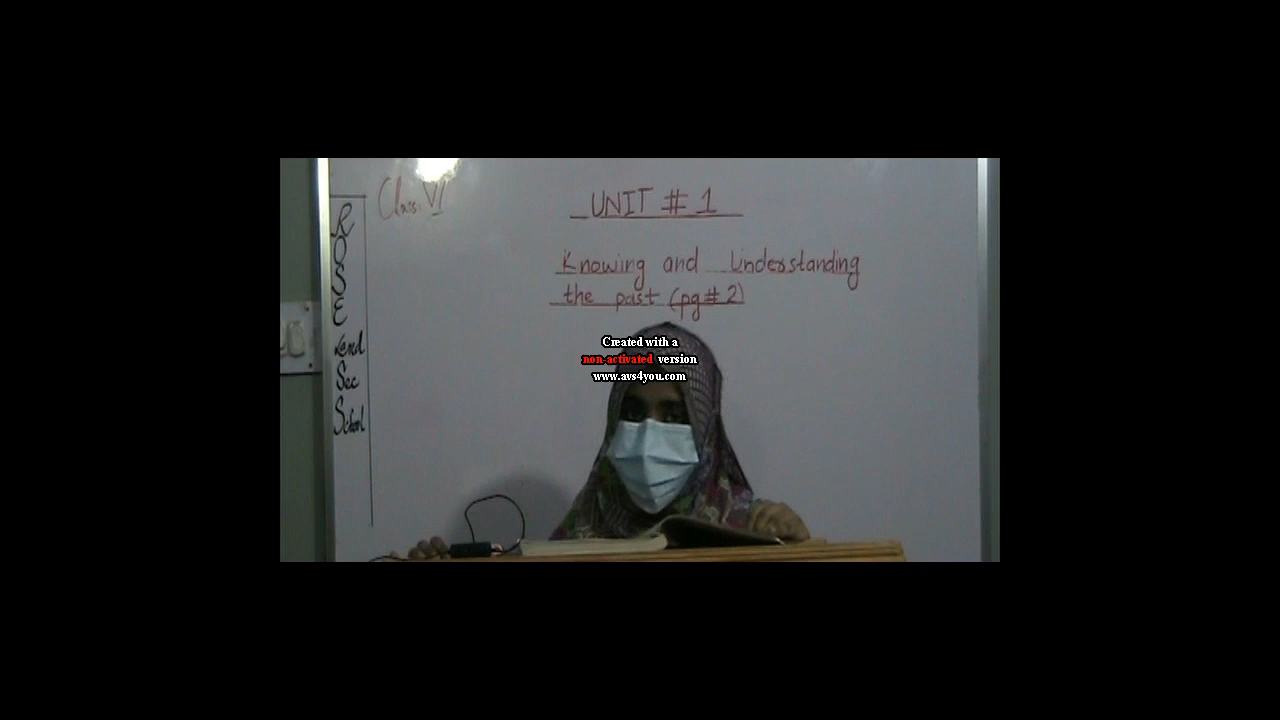 Class: VI
UNIT # 1
Knowing and Understanding
the past (pg# 2)
ROSE
Land
Sec
School
Created with a
non-activated version
www.avs4you.com